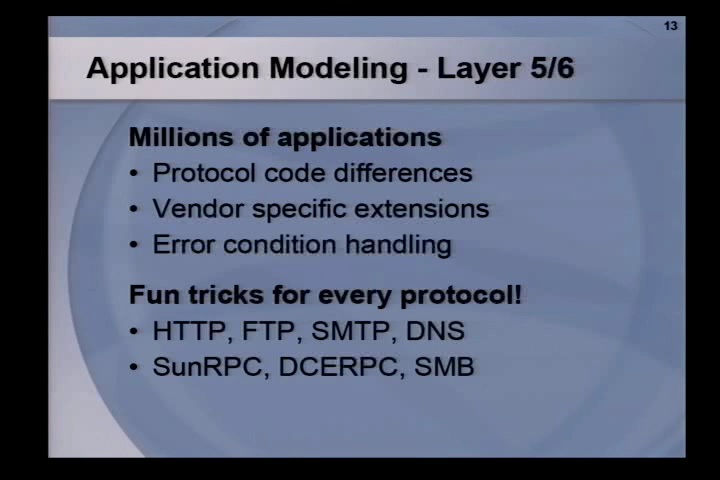 13
Application Modeling - Layer 5/6
Millions of applications
• Protocol code differences
• Vendor specific extensions
• Error condition handling
Fun tricks for every protocol!
• HTTP, FTP, SMTP, DNS
• SunRPC, DCERPC, SMB